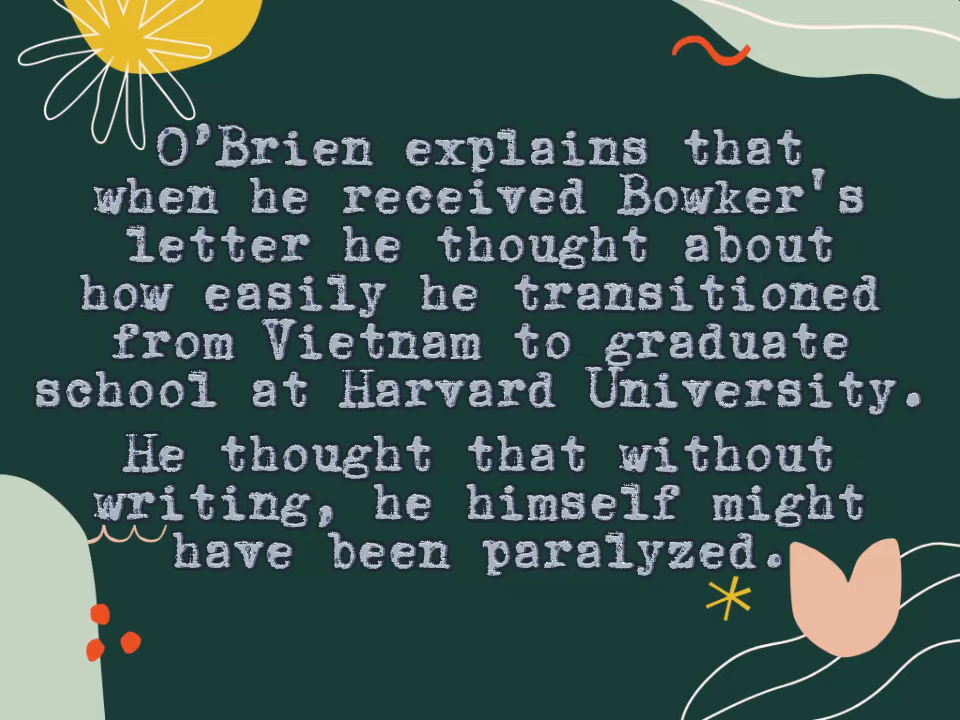 O’Brien explains that
when he received Bowker's
letter he thought about
how easily he transitioned
from Vietnam to graduate
school at Harvard University.
He thought that without
writing, he himself might
have been paralyzed.